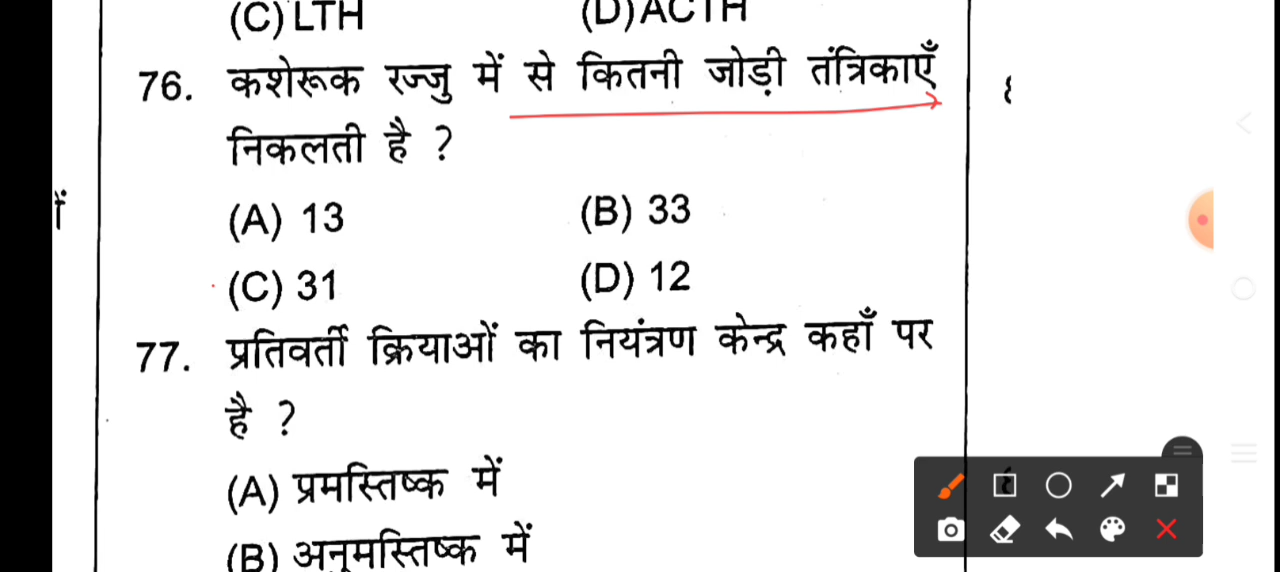 (C) LTH (D) ACTH
76. कशेरूक रज्जु में से कितनी जोड़ी तंत्रिकाएँ
निकलती है ?
(A) 13 (B) 33
(C) 31 (D) 12
77. प्रतिवर्ती क्रियाओं का नियंत्रण केन्द्र कहाँ पर
है ?
(A) प्रमस्तिष्क में
(B) अनुमस्तिष्क में